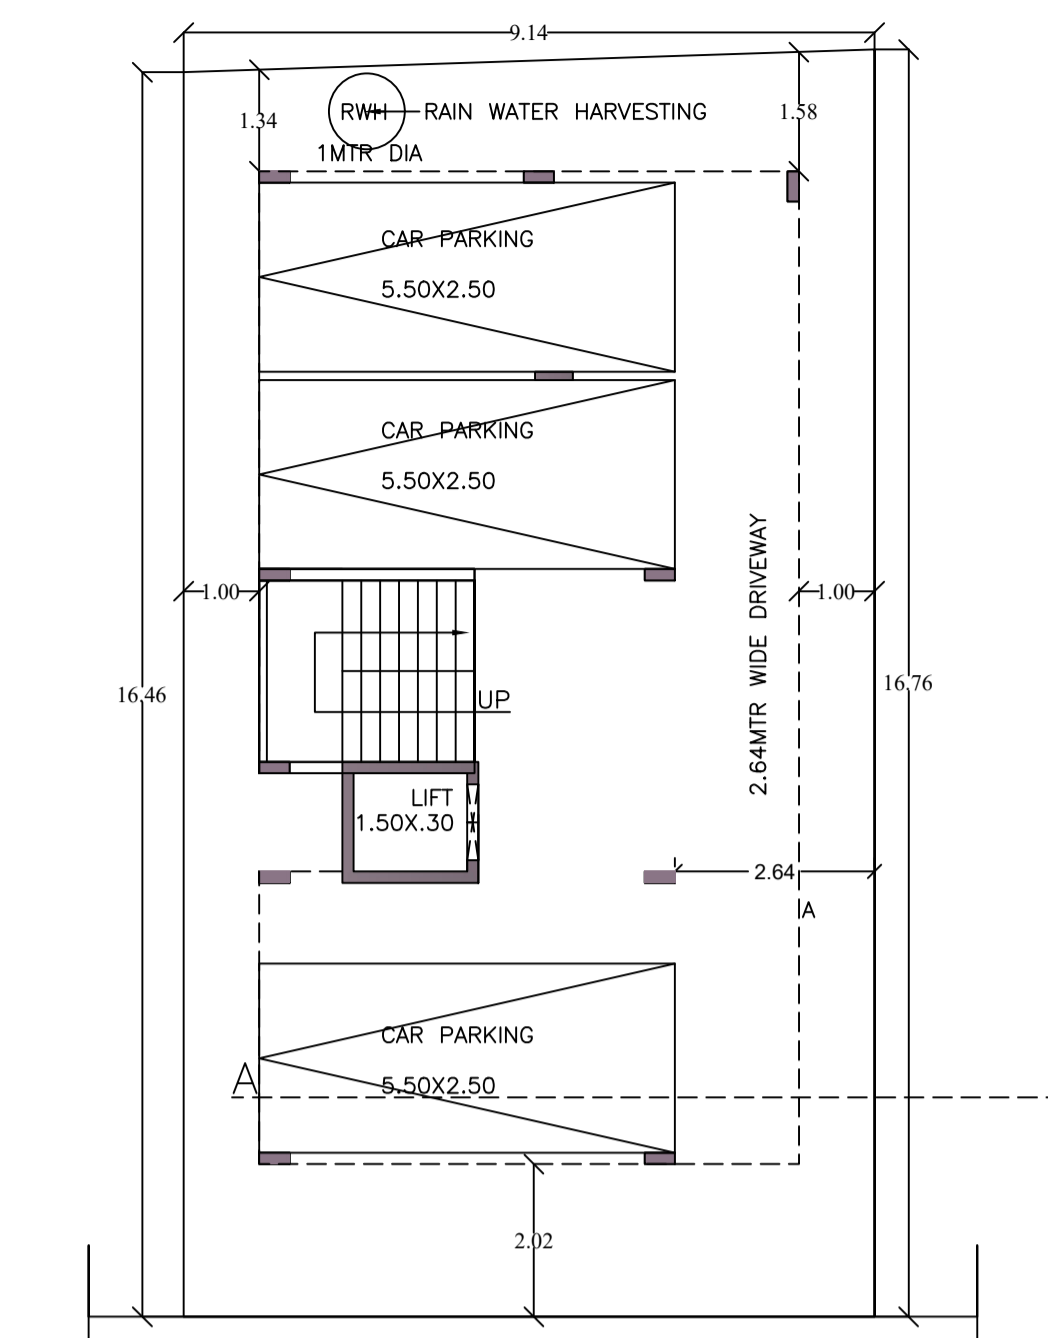 9.14
RWH
RAIN WATER HARVESTING
1.34
1.58
1MTR DIA
CAR PARKING
5.50X2.50
CAR PARKING
5.50X2.50
2.64MTR WIDE DRIVEWAY
1.00
1.00
16.46
16.76
UP
LIFT
1.50X.30
2.64
A
CAR PARKING
5.50X2.50
A
2.02